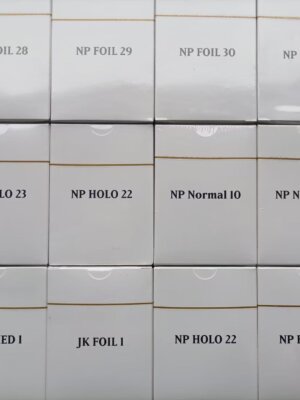 OIL 28
NP FOIL 29
NP FOIL 30
NP
LO 23
NP HOLO 22
NP Normal 10
NP N
ED 1
JK FOIL 1
NP HOLO 22
NP